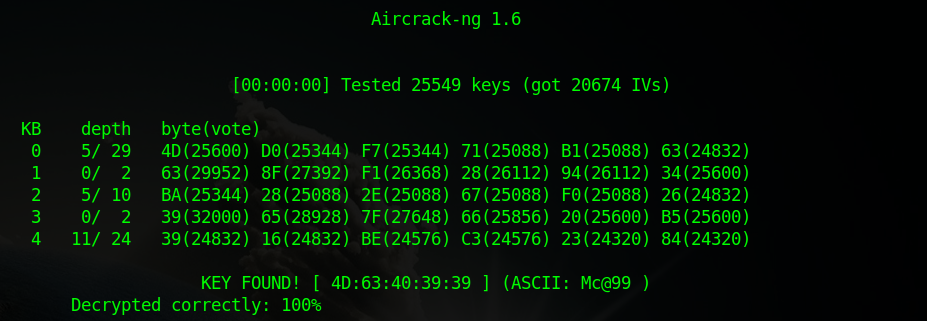 Aircrack-ng 1.6
[00:00:00] Tested 25549 keys (got 20674 IVs)
KB    depth   byte(vote)
0    5/ 29   4D(25600) D0(25344) F7(25344) 71(25088) B1(25088) 63(24832)
1    0/  2   63(29952) 8F(27392) F1(26368) 28(26112) 94(26112) 34(25600)
2    5/ 10   BA(25344) 28(25088) 2E(25088) 67(25088) F0(25088) 26(24832)
3    0/  2   39(32000) 65(28928) 7F(27648) 66(25856) 20(25600) B5(25600)
4   11/ 24   39(24832) 16(24832) BE(24576) C3(24576) 23(24320) 84(24320)
KEY FOUND! [ 4D:63:40:39:39 ] (ASCII: Mc@99 )
Decrypted correctly: 100%